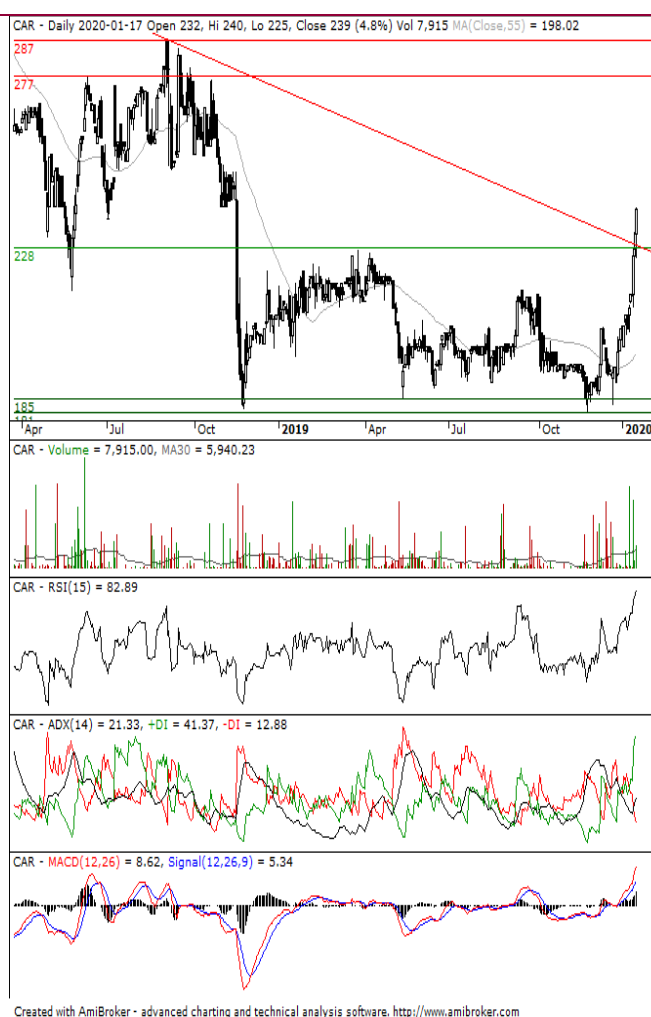 CAR - Daily 2020-01-17 Open 232, Hi 240, Lo 225, Close 239 (4.8%) Vol 7,915 MA(Close,55) = 198.02
287
277
228
185
181
Apr Jul Oct 2019 Apr Jul Oct 2020
CAR - Volume = 7,915.00, MA30 = 5,940.23
CAR - RSI(15) = 82.89
CAR - ADX(14) = 21.33, +DI = 41.37, -DI = 12.88
CAR - MACD(12,26) = 8.62, Signal(12,26,9) = 5.34
Created with AmiBroker - advanced charting and technical analysis software. http://www.amibroker.com